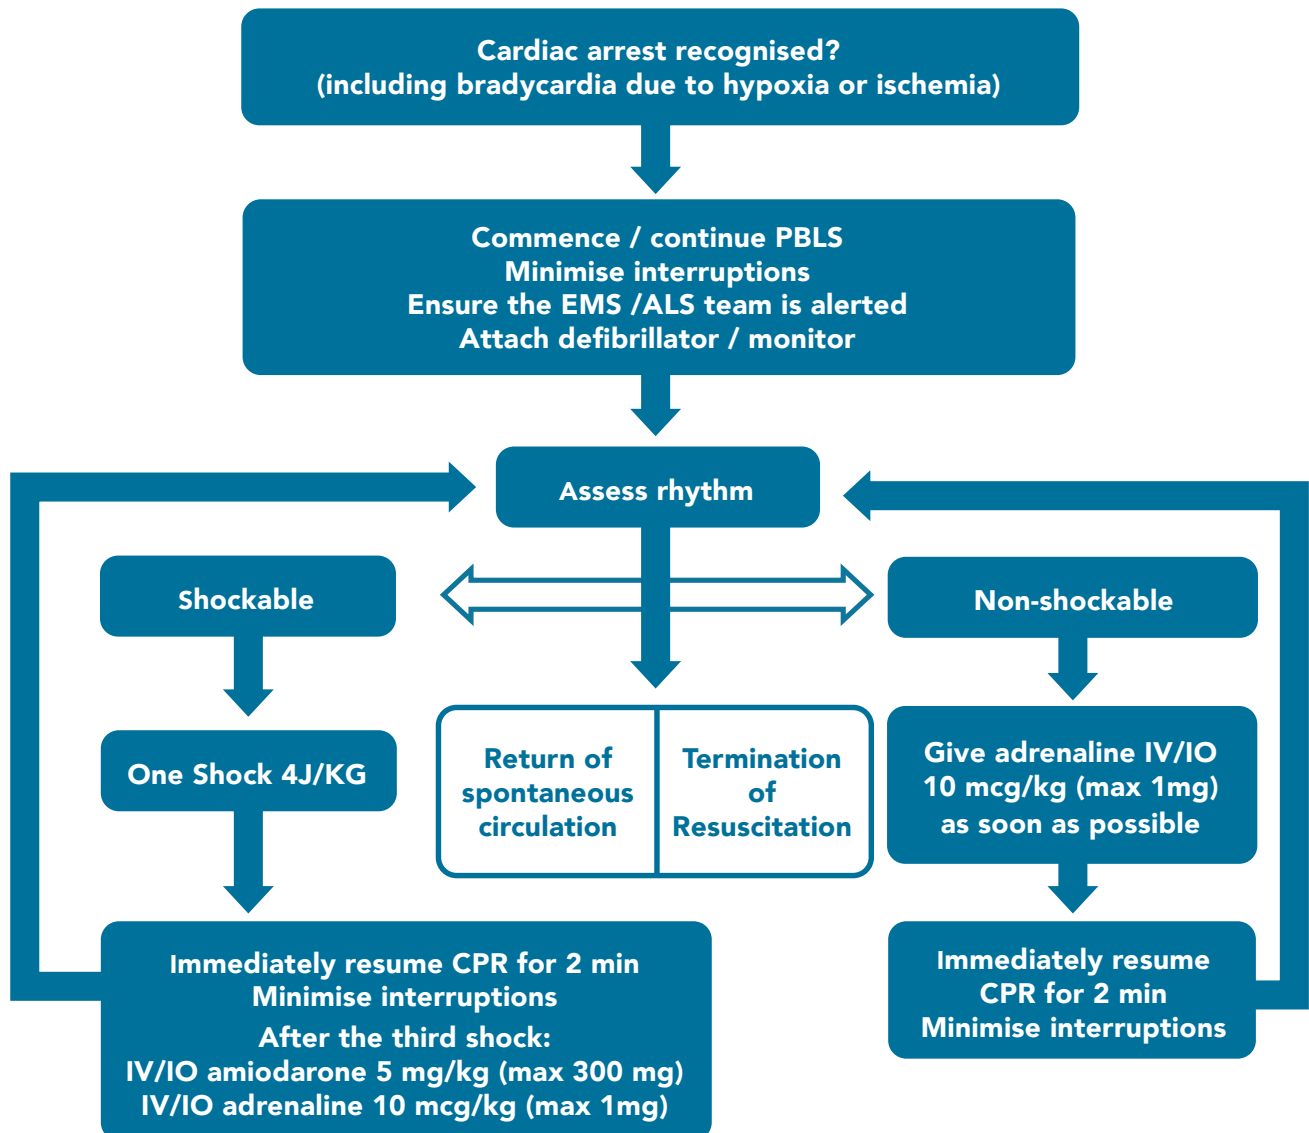 Cardiac arrest recognised?
(including bradycardia due to hypoxia or ischemia)
Commence / continue PBLS
Minimise interruptions
Ensure the EMS /ALS team is alerted
Attach defibrillator / monitor
Assess rhythm
Shockable
Non-shockable
One Shock 4J/KG
Return of
spontaneous
circulation
Termination
of
Resuscitation
Give adrenaline IV/IO
10 mcg/kg (max 1mg)
as soon as possible
Immediately resume CPR for 2 min
Minimise interruptions
After the third shock:
IV/IO amiodarone 5 mg/kg (max 300 mg)
IV/IO adrenaline 10 mcg/kg (max 1mg)
Immediately resume
CPR for 2 min
Minimise interruptions